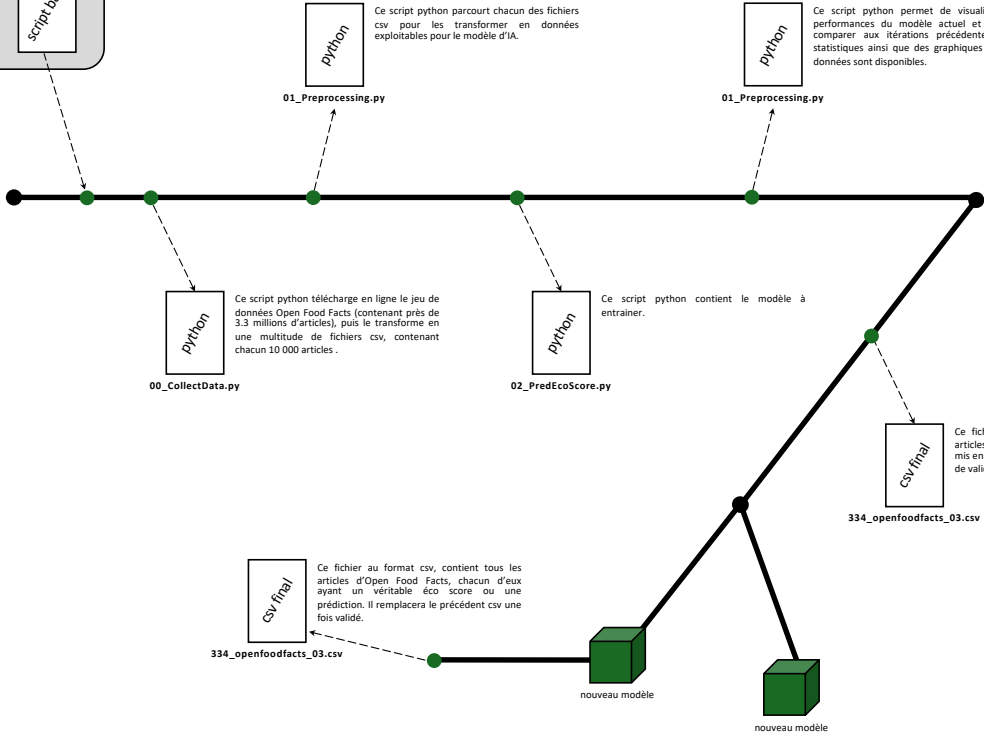 script
python
Ce script python parcourt chacun des fichiers
csv pour les transformer en données
exploitables pour le modèle d'IA.
01_Preprocessing.py
python
Ce script python permet de
performances du modèle actuel et
comparer aux itérations
statistiques ainsi que des graphiques
données sont disponibles.
01_Preprocessing.py
python
Ce script python télécharge en ligne le jeu de
données Open Food Facts (contenant près de
3.3 millions d'articles), puis le transforme en
une multitude de fichiers csv, contenant
chacun 10 000 articles .
00_CollectData.py
python
Ce script python contient le modèle à
entrainer.
02_PredEcoScore.py
csv final
Ce
articles
mis en
de
334_openfoodfacts_03.csv
csv final
Ce fichier au format csv, contient tous les
articles d'Open Food Facts, chacun d'eux
ayant un véritable éco score ou une
prédiction. Il remplacera le précédent csv une
fois validé.
334_openfoodfacts_03.csv
nouveau modèle
nouveau modèle